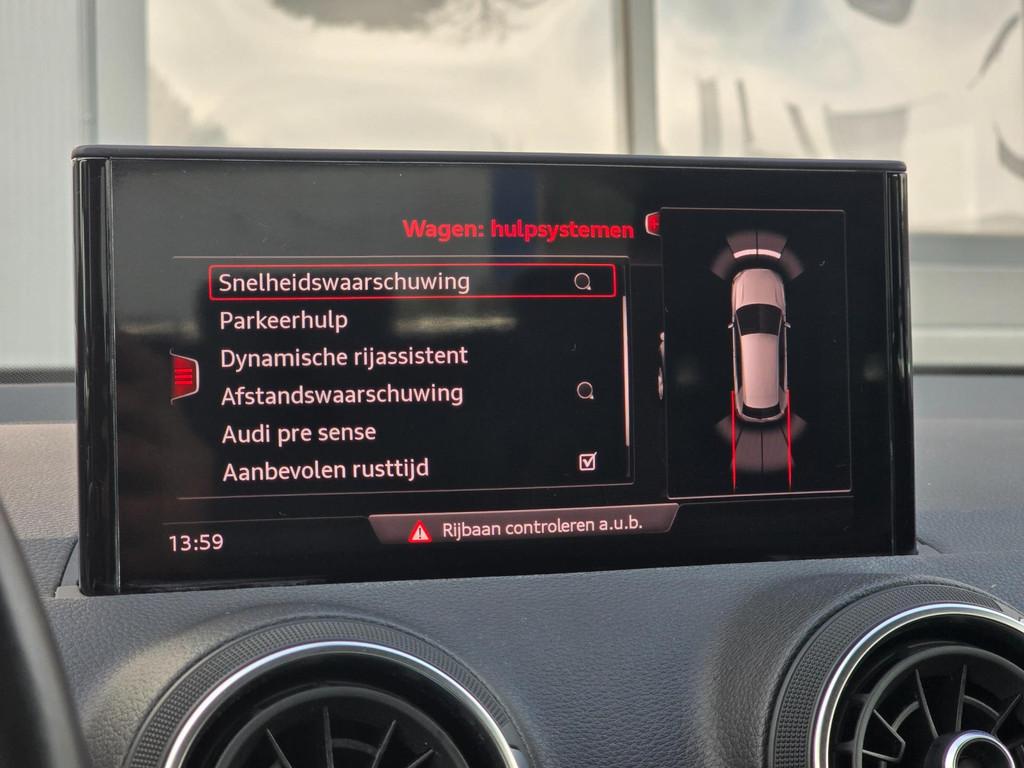 Wagen: hulpsystemen
Snelheidswaarschuwing
Parkeerhulp
Dynamische rijassistent
Afstandswaarschuwing
Audi pre sense
Aanbevolen rusttijd
13:59
Rijbaan controleren a.u.b.